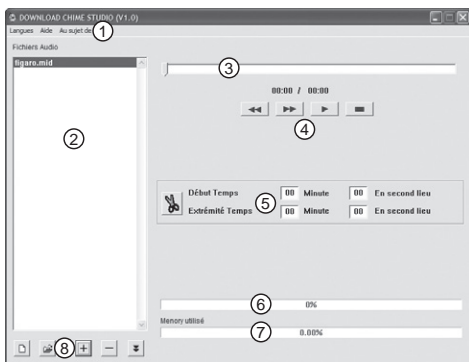 DOWNLOAD CHIME STUDIO (V1.0)
Langues Aide Au sujet de
1
Fichiers Audio
figaro.mid
2
3
00:00 / 00:00
4
Début Temps 00 Minute 00 En second lieu
5
Extrémité Temps 00 Minute 00 En second lieu
6 0%
Menory utilisé
7 0.00%
8